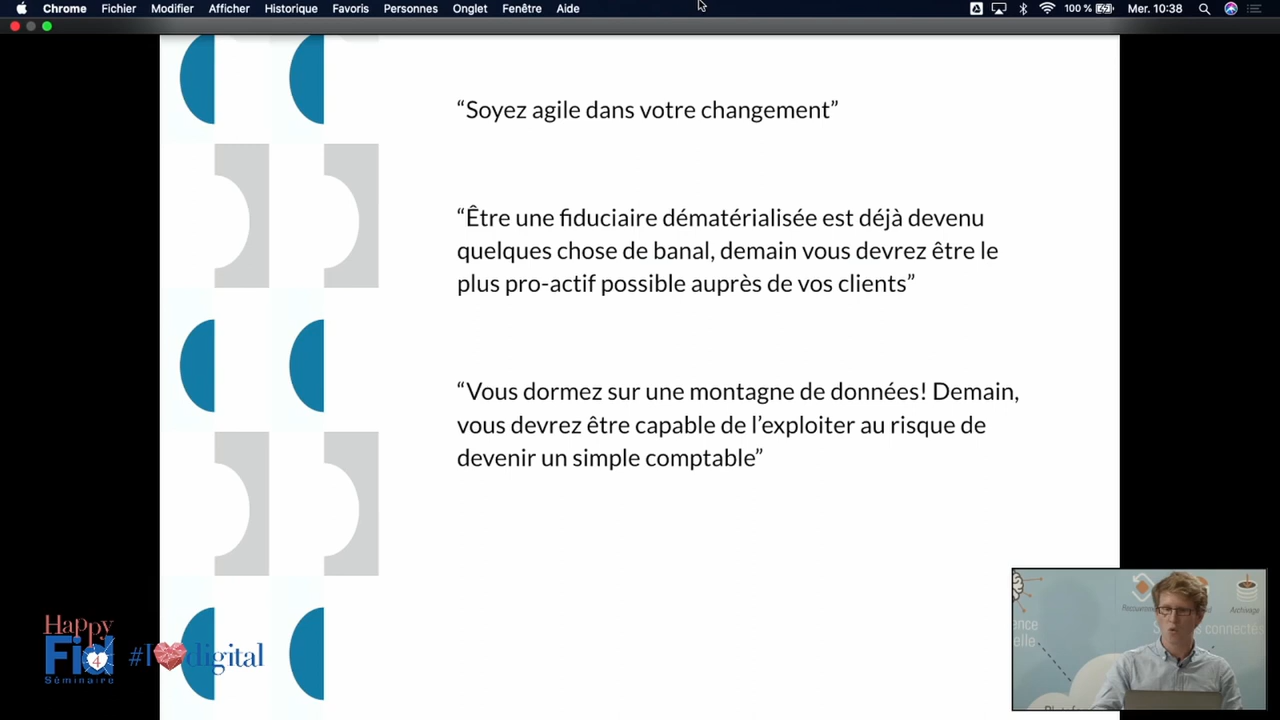 Chrome Fichier Modifier Afficher Historique Favoris Personnes Onglet Fenêtre Aide 100 % Mer. 10:38
“Soyez agile dans votre changement”
“Être une fiduciaire dématérialisée est déjà devenu
quelques chose de banal, demain vous devrez être le
plus pro-actif possible auprès de vos clients”
“Vous dormez sur une montagne de données! Demain,
vous devrez être capable de l’exploiter au risque de
devenir un simple comptable”
Happy
Fid 4
Séminaire
#I digital
Archivage
connectés